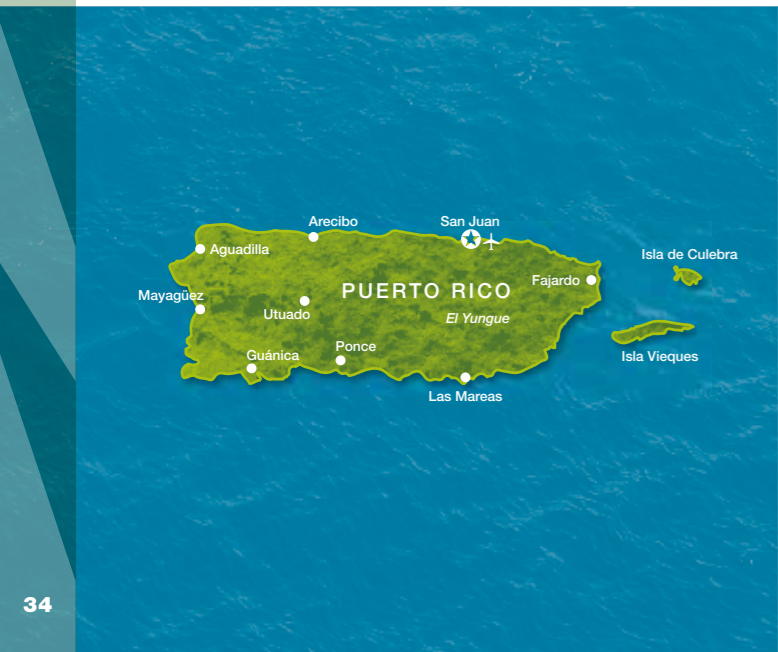 Arecibo
San Juan
Aguadilla
Isla de Culebra
Fajardo
PUERTO RICO
Mayagüez
Utuado
El Yungue
Ponce
Guánica
Isla Vieques
Las Mareas
34